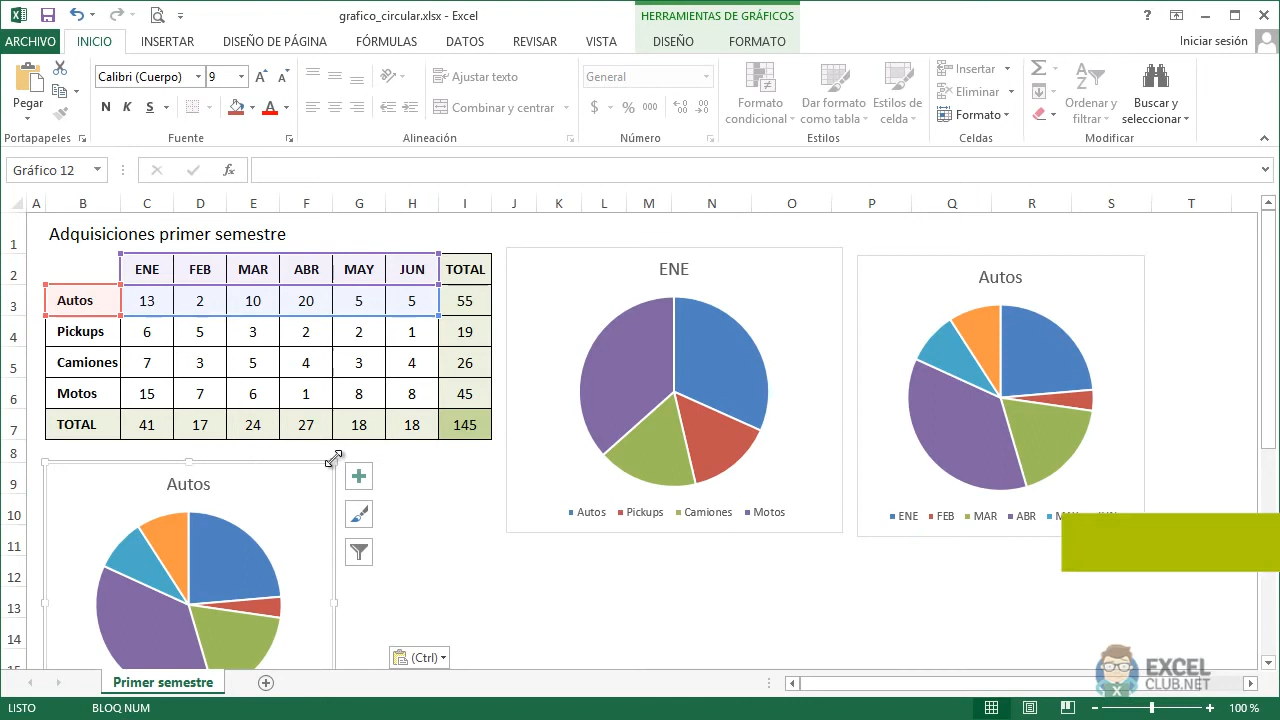 grafico_circular.xlsx - Excel
HERRAMIENTAS DE GRÁFICOS
ARCHIVO INICIO INSERTAR DISEÑO DE PÁGINA FÓRMULAS DATOS REVISAR VISTA DISEÑO FORMATO Iniciar sesión
Calibri (Cuerpo) 9 Ajustar texto General Insertar
Eliminar
Pegar N K S Combinar y centrar $ % 000 Formato condicional Dar formato como tabla Estilos de celda Formato Ordenar y filtrar Buscar y seleccionar
Portapapeles Fuente Alineación Número Estilos Celdas Modificar
Gráfico 12 fx
A B C D E F G H I J K L M N O P Q R S T
1 Adquisiciones primer semestre
2 ENE FEB MAR ABR MAY JUN TOTAL
3 Autos 13 2 10 20 5 5 55
4 Pickups 6 5 3 2 2 1 19
5 Camiones 7 3 5 4 3 4 26
6 Motos 15 7 6 1 8 8 45
7 TOTAL 41 17 24 27 18 18 145
8
9
10
11
12
13
14
15
Autos
ENE
Autos Pickups Camiones Motos
Autos
ENE FEB MAR ABR
(Ctrl)
EXCEL
CLUB.NET
Primer semestre
LISTO BLOQ NUM 100 %